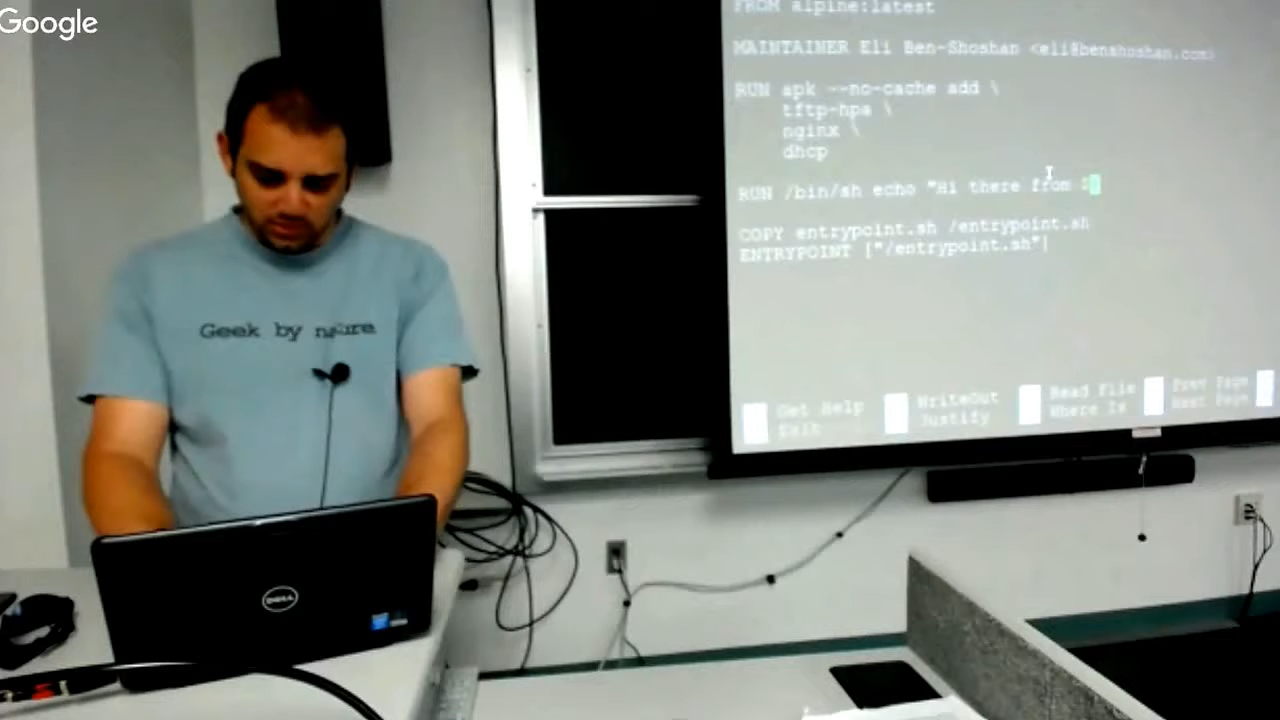 Google
FROM alpine:latest
MAINTAINER Eli Ben-Shoshan <eli@benshoshan.com>
RUN apk --no-cache add \
tftp-hpa \
nginx \
dhcp
RUN /bin/sh echo "Hi there from
COPY entrypoint.sh /entrypoint.sh
ENTRYPOINT ["/entrypoint.sh"]
Get Help WriteOut Read File Prev Page
Exit Justify Where Is Next Page
Geek by nature
DELL